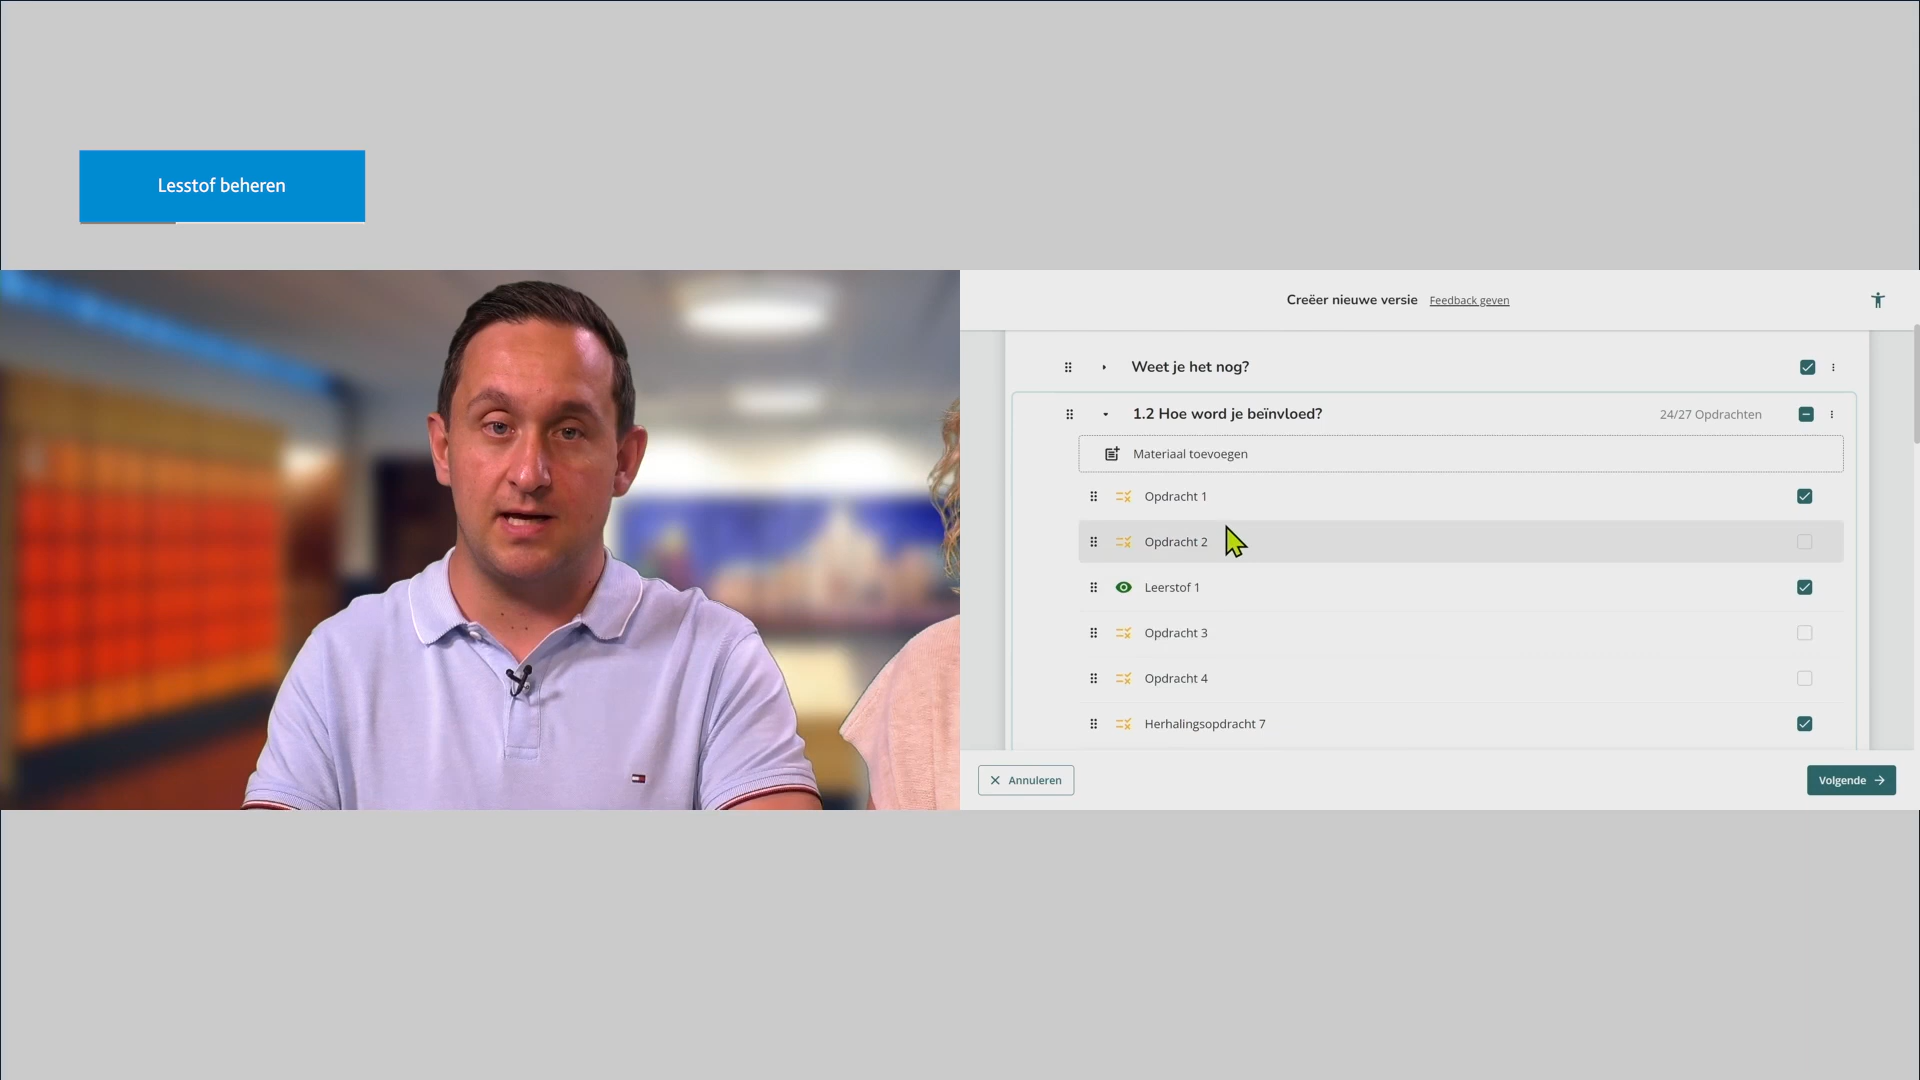 Lesstof beheren
Creëer nieuwe versie Feedback geven
Weet je het nog?
1.2 Hoe word je beïnvloed? 24/27 Opdrachten
Materiaal toevoegen
Opdracht 1
Opdracht 2
Leerstof 1
Opdracht 3
Opdracht 4
Herhalingsopdracht 7
Annuleren
Volgende